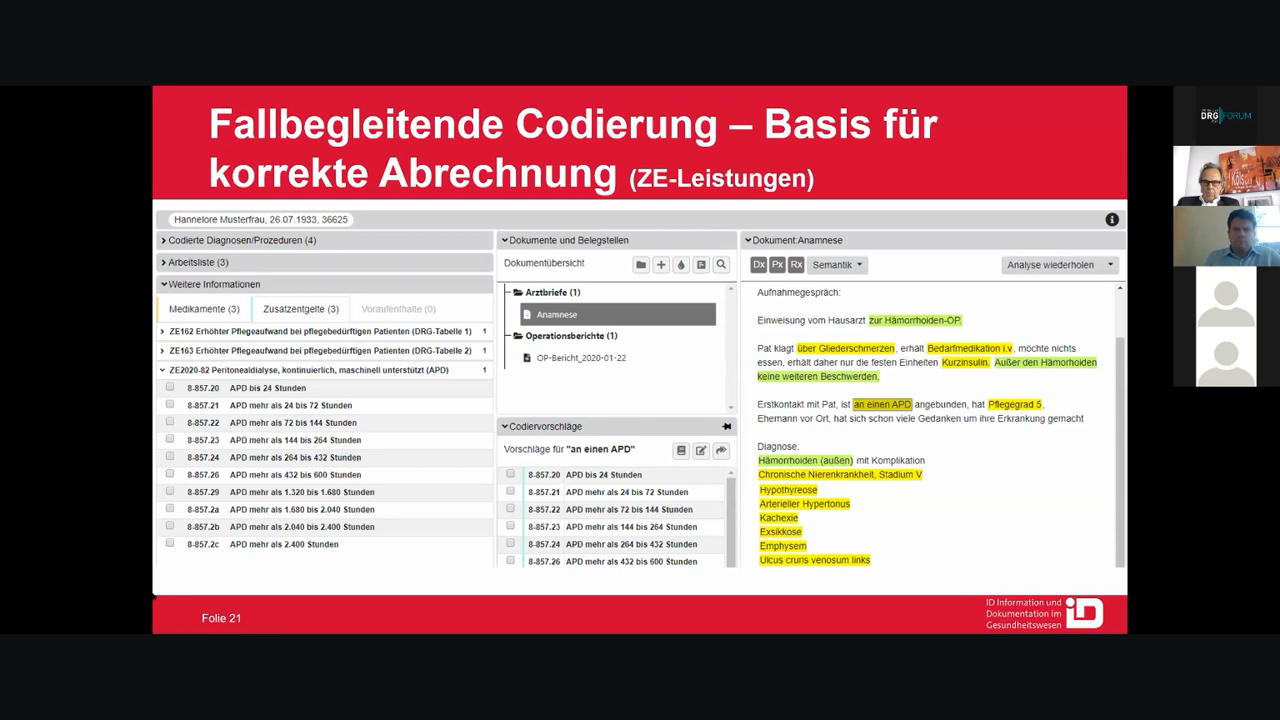 Fallbegleitende Codierung – Basis für
korrekte Abrechnung (ZE-Leistungen)
Hannelore Musterfrau, 26.07.1933, 36625
Codierte Diagnosen/Prozeduren (4)
Arbeitsliste (3)
Weitere Informationen
Medikamente (3) Zusatzentgelte (3) Voraufenthalte (0)
ZE162 Erhöhter Pflegeaufwand bei pflegebedürftigen Patienten (DRG-Tabelle 1) 1
ZE163 Erhöhter Pflegeaufwand bei pflegebedürftigen Patienten (DRG-Tabelle 2) 1
ZE2020-82 Peritonealdialyse, kontinuierlich, maschinell unterstützt (APD) 1
8-857.20 APD bis 24 Stunden
8-857.21 APD mehr als 24 bis 72 Stunden
8-857.22 APD mehr als 72 bis 144 Stunden
8-857.23 APD mehr als 144 bis 264 Stunden
8-857.24 APD mehr als 264 bis 432 Stunden
8-857.26 APD mehr als 432 bis 600 Stunden
8-857.29 APD mehr als 1.320 bis 1.680 Stunden
8-857.2a APD mehr als 1.680 bis 2.040 Stunden
8-857.2b APD mehr als 2.040 bis 2.400 Stunden
8-857.2c APD mehr als 2.400 Stunden
Dokumente und Belegstellen
Dokumentübersicht
Arztbriefe (1)
Anamnese
Operationsberichte (1)
OP-Bericht_2020-01-22
Codiervorschläge
Vorschläge für "an einen APD"
8-857.20 APD bis 24 Stunden
8-857.21 APD mehr als 24 bis 72 Stunden
8-857.22 APD mehr als 72 bis 144 Stunden
8-857.23 APD mehr als 144 bis 264 Stunden
8-857.24 APD mehr als 264 bis 432 Stunden
8-857.26 APD mehr als 432 bis 600 Stunden
Dokument:Anamnese
Dx Px Rx Semantik Analyse wiederholen
Aufnahmegespräch:
Einweisung vom Hausarzt zur Hämorrhoiden-OP.
Pat klagt über Gliederschmerzen, erhält Bedarfmedikation i.v, möchte nichts
essen, erhält daher nur die festen Einheiten Kurzinsulin. Außer den Hämorrhoiden
keine weiteren Beschwerden.
Erstkontakt mit Pat, ist an einen APD angebunden, hat Pflegegrad 5,
Ehemann vor Ort, hat sich schon viele Gedanken um ihre Erkrankung gemacht
Diagnose:
Hämorrhoiden (außen) mit Komplikation
Chronische Nierenkrankheit, Stadium V
Hypothyreose
Arterieller Hypertonus
Kachexie
Exsikkose
Emphysem
Ulcus cruris venosum links
Folie 21
ID Information und
Dokumentation im
Gesundheitswesen
iD
DRG FORUM
Köln